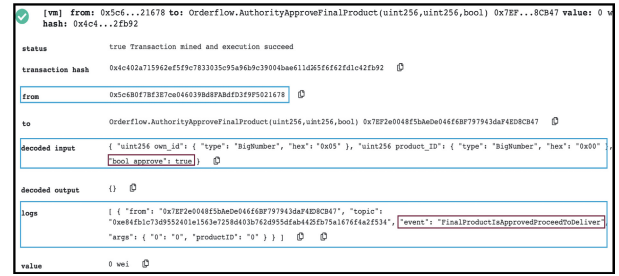 [vm] from: 0x5c6...21678 to: Orderflow.AuthorityApproveFinalProduct(uint256,uint256,bool) 0x7EF...8CB47 value: 0 w
hash: 0x4c4...2fb92
status true Transaction mined and execution succeed
transaction hash 0x4c402a715962ef5f9c7833035c95a96b9c39004bae611d265f6f62fd1c42fb92
from 0x5c6B0f7Bf3E7ce046039Bd8FABdfD3f9F5021678
to Orderflow.AuthorityApproveFinalProduct(uint256,uint256,bool) 0x7EF2e0048f5bAeDe046f6BF797943daF4ED8CB47
decoded input { "uint256 own_id": { "type": "BigNumber", "hex": "0x05" }, "uint256 product_ID": { "type": "BigNumber", "hex": "0x00" },
"bool approve": true }
decoded output {}
logs [ { "from": "0x7EF2e0048f5bAeDe046f6BF797943daF4ED8CB47", "topic":
"0xe84fb1c73d9552401e1563e7258d403b762d955dfab4425fb75a1676f4a2f534", "event": "FinalProductIsApprovedProceedToDeliver",
"args": { "0": "0", "productID": "0" } } ]
value 0 wei